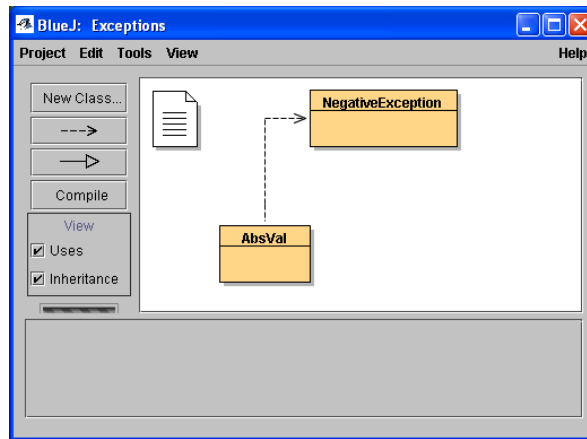 BlueJ: Exceptions
Project Edit Tools View Help
New Class...
--->
Compile
View
Uses
Inheritance
NegativeException
AbsVal